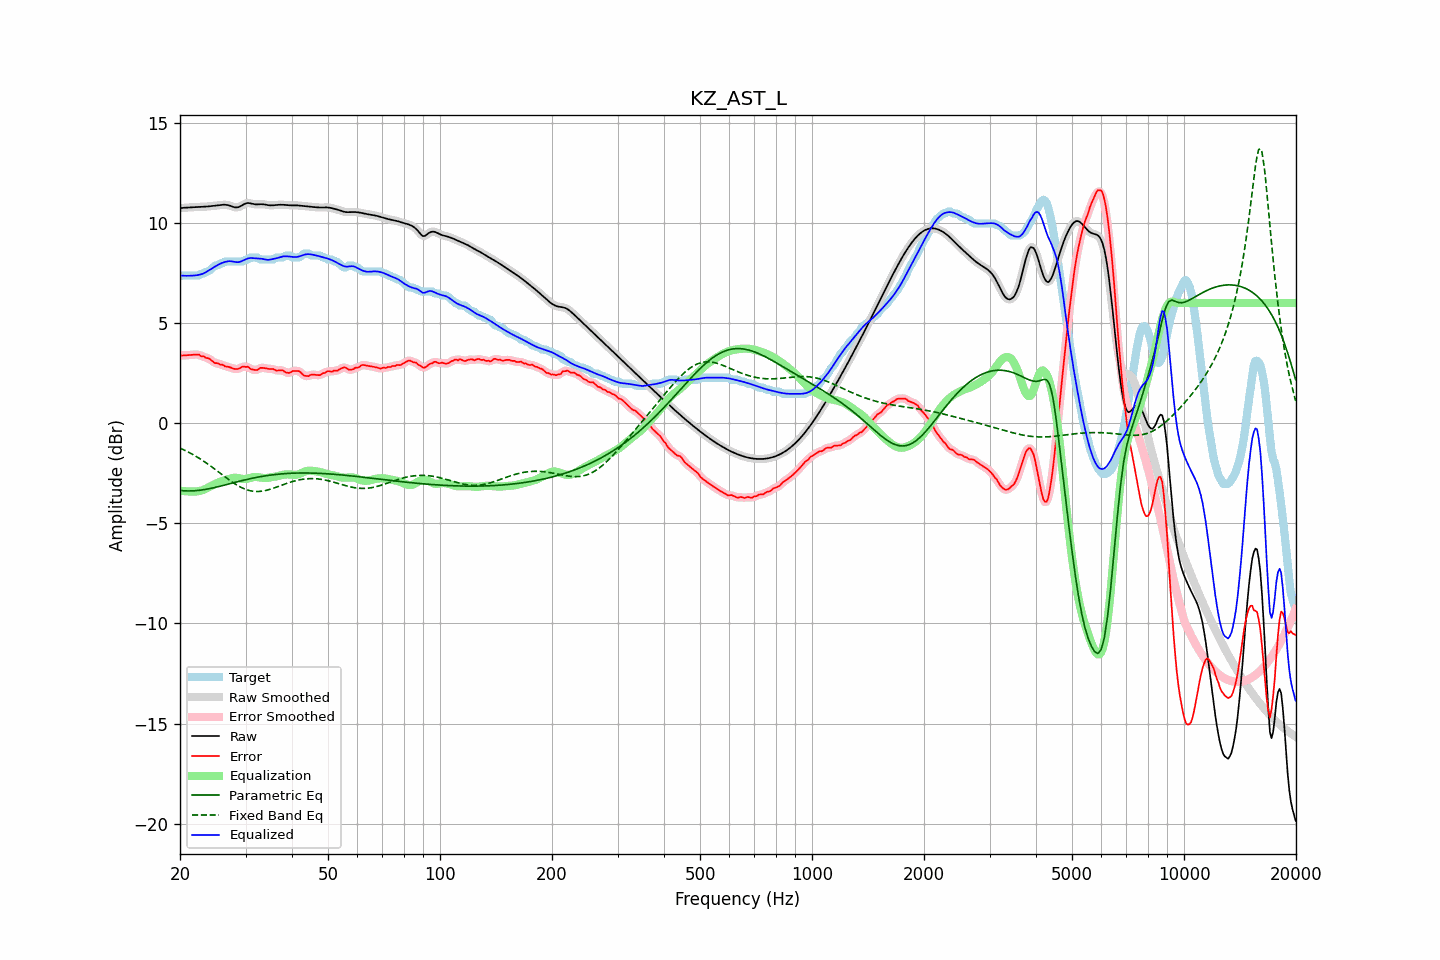 KZ_AST_L
15
10
5
0
−5
−10
−15
−20
Amplitude (dBr)
Target
Raw Smoothed
Error Smoothed
Raw
Error
Equalization
Parametric Eq
Fixed Band Eq
Equalized
20
50
100
200
500
1000
2000
5000
10000
20000
Frequency (Hz)